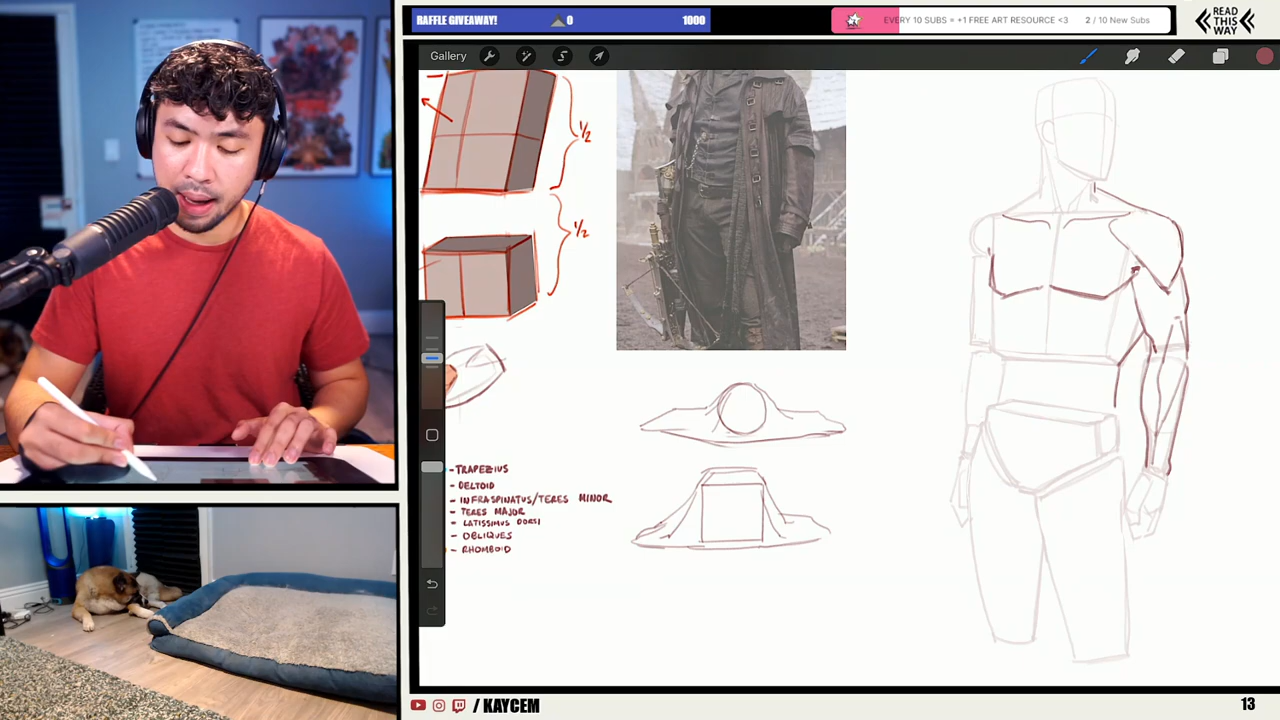 RAFFLE GIVEAWAY! 0 1000
EVERY 10 SUBS = +1 FREE ART RESOURCE <3 2 / 10 New Subs
READ
THIS
WAY
Gallery
1/2
1/2
- TRAPEZIUS
- DELTOID
- INFRASPINATUS/TERES MINOR
- TERES MAJOR
- LATISSIMUS DORSI
- OBLIQUES
- RHOMBOID
/ KAYCEM
13